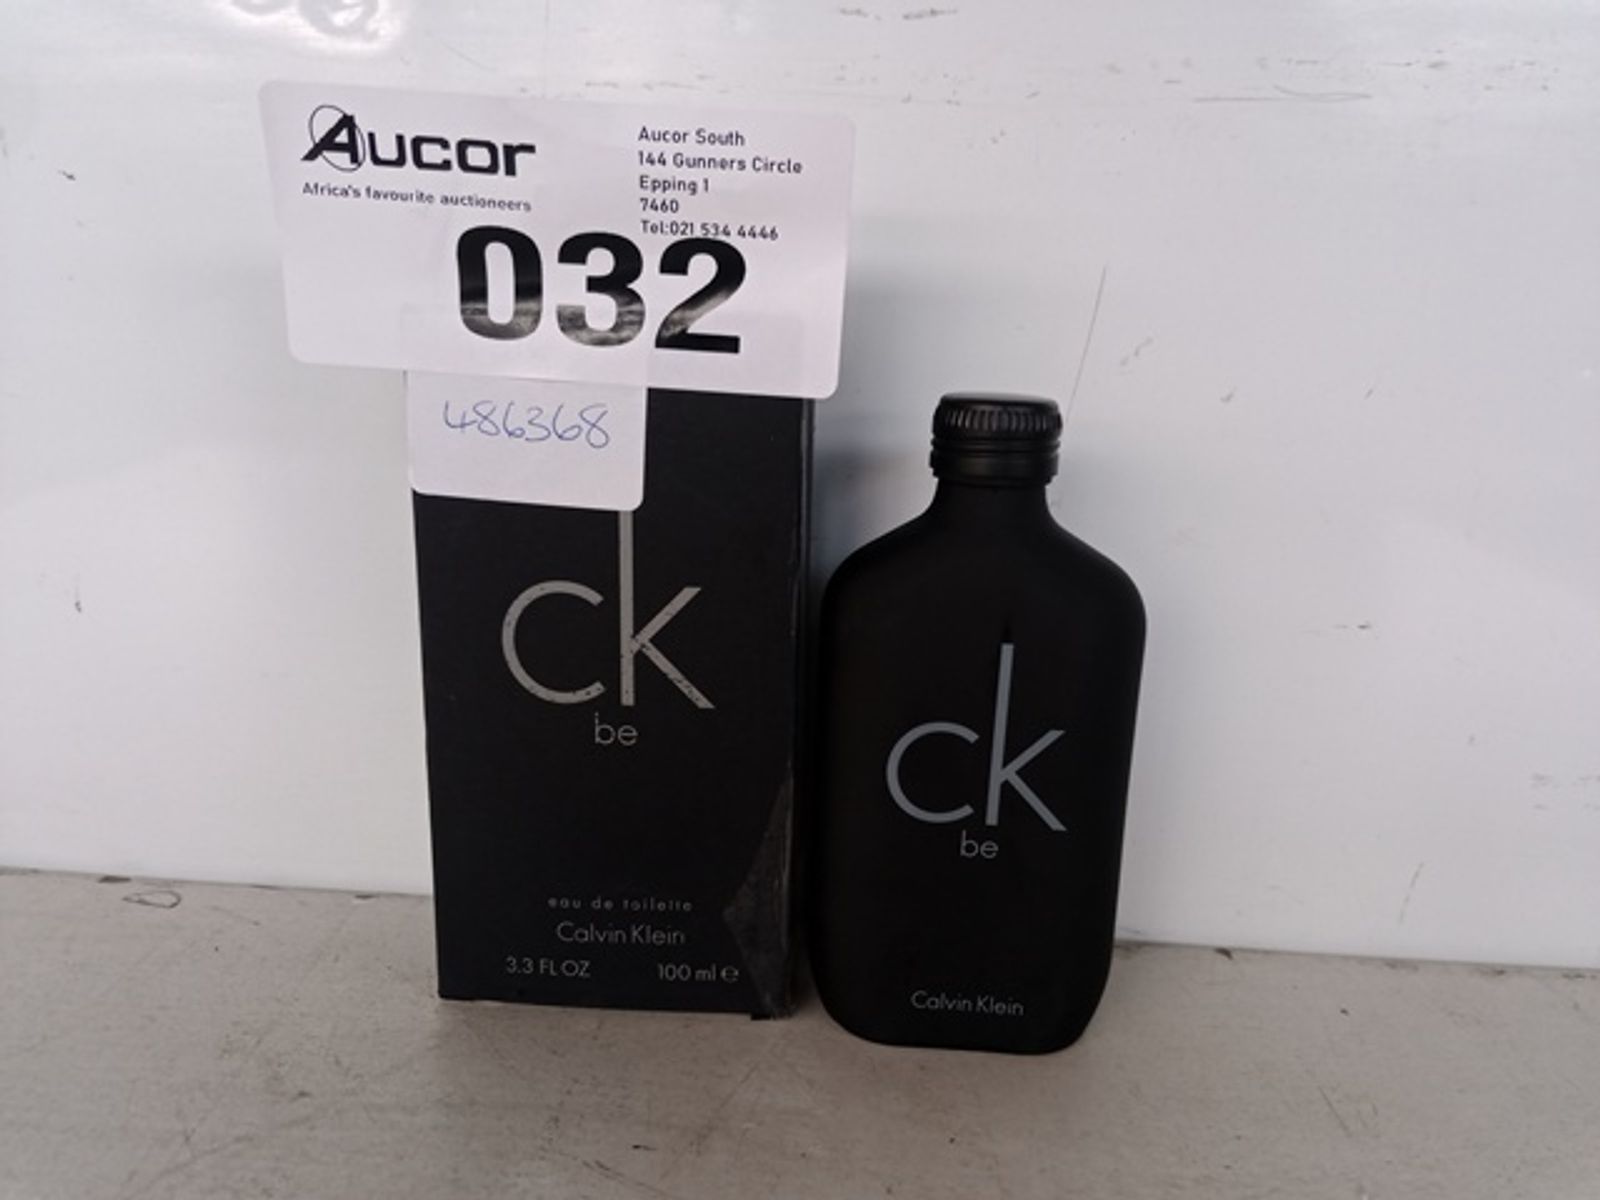 Aucor
Africa's favourite auctioneers
Aucor South
144 Gunners Circle
Epping 1
7460
Tel:021 534 4446
032
486368
ck
be
eau de toilette
Calvin Klein
3.3 FL OZ 100 ml ℮
ck
be
Calvin Klein